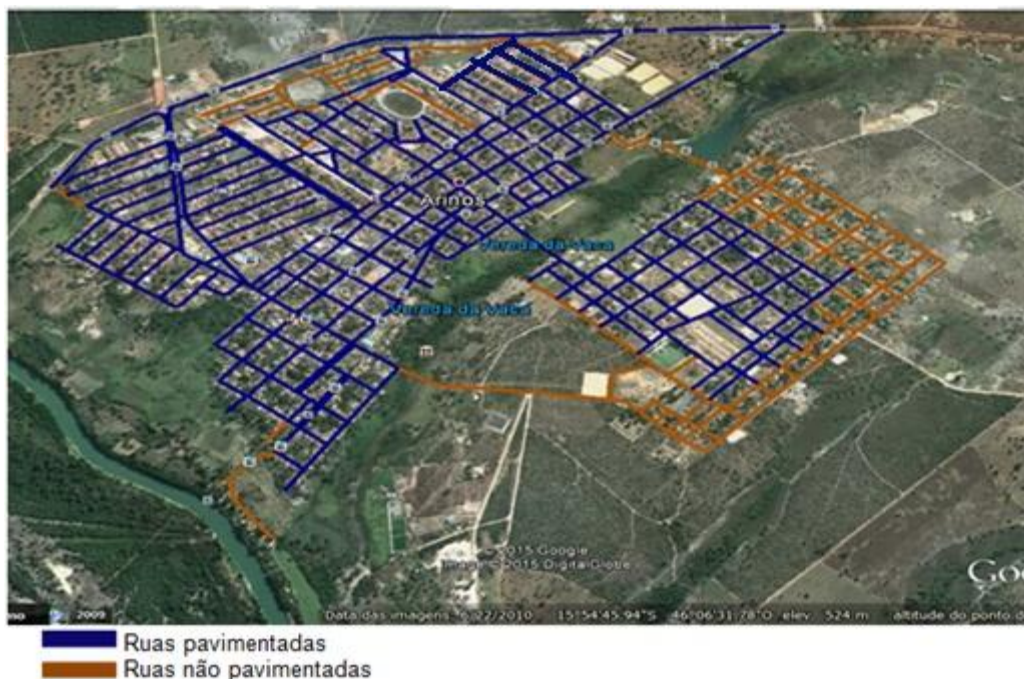 Arinos
Vereda da Vaca
Vereda da Vaca
© 2015 Google
Image © 2015 DigitalGlobe
2009
Data das imagens: 6/22/2010 15°54'45.94"S 46°06'31.78"O elev 524 m altitude do ponto d
Goo
Ruas pavimentadas
Ruas não pavimentadas